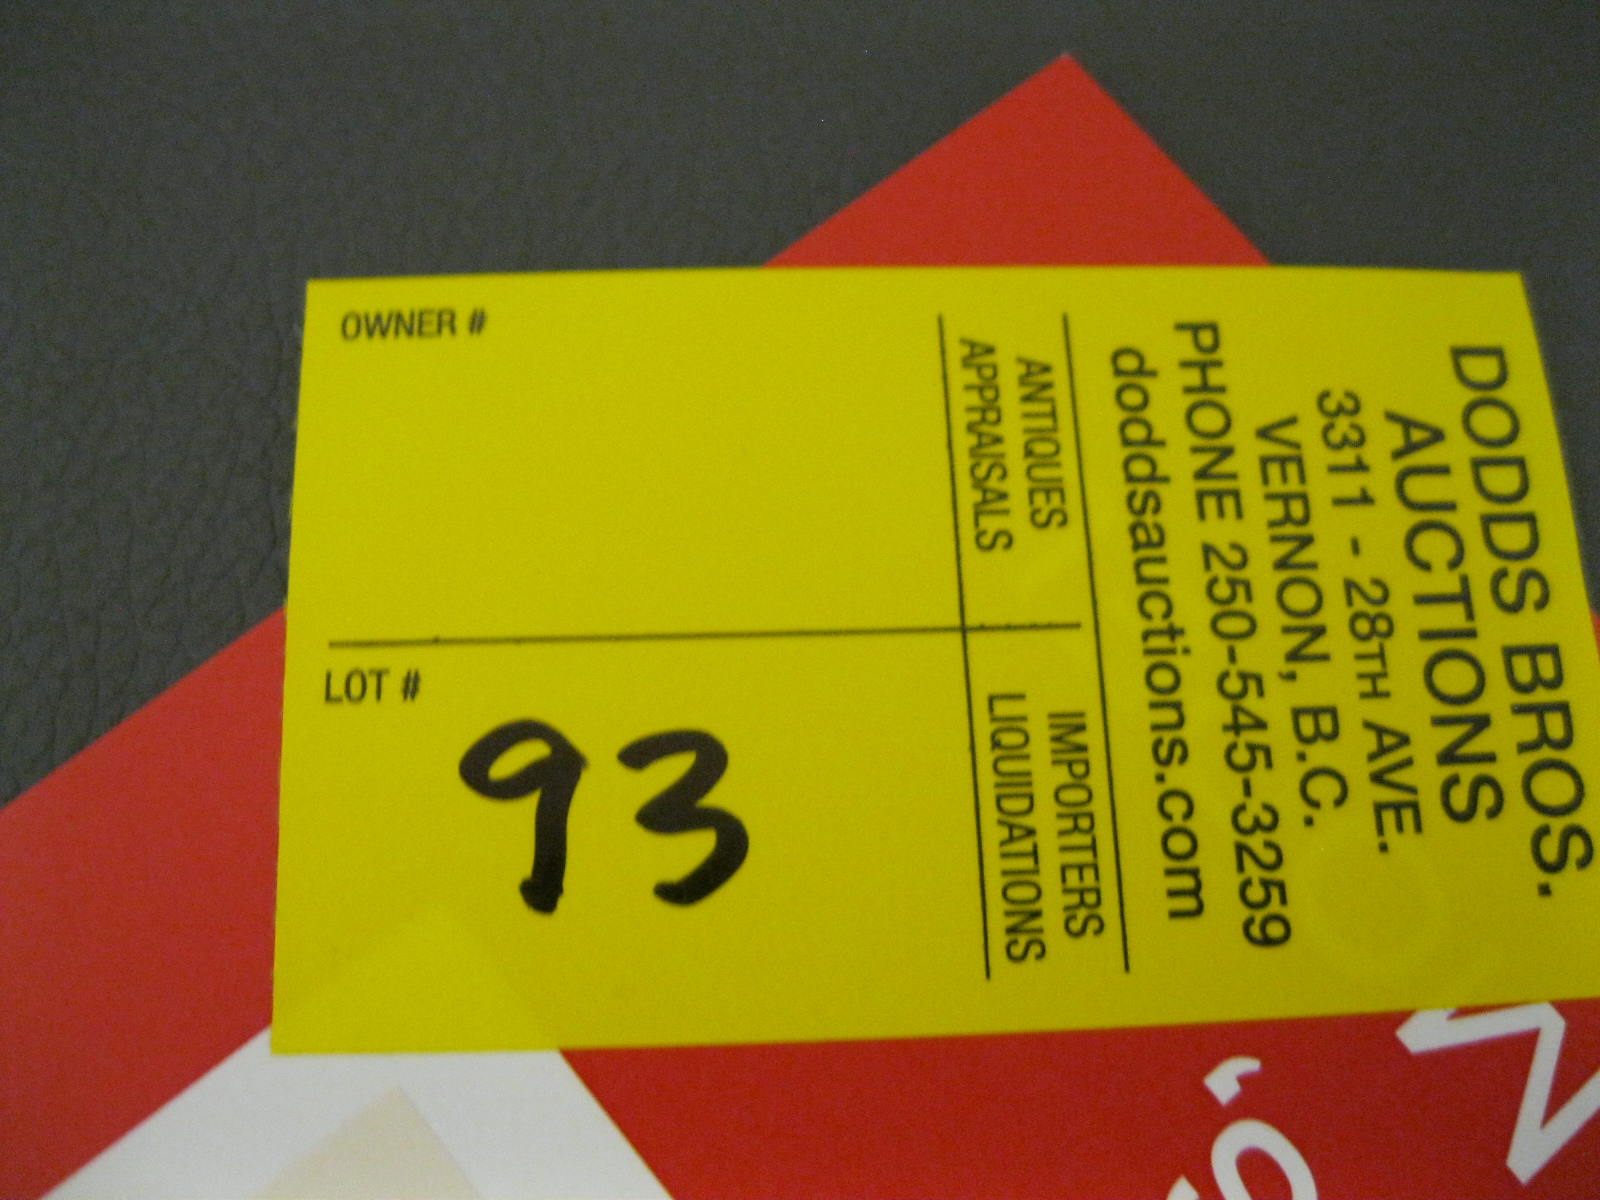 DODDS BROS.
AUCTIONS
3311 - 28TH AVE.
VERNON, B.C.
PHONE 250-545-3259
doddsauctions.com
ANTIQUES IMPORTERS
APPRAISALS LIQUIDATIONS
OWNER #
LOT #
93